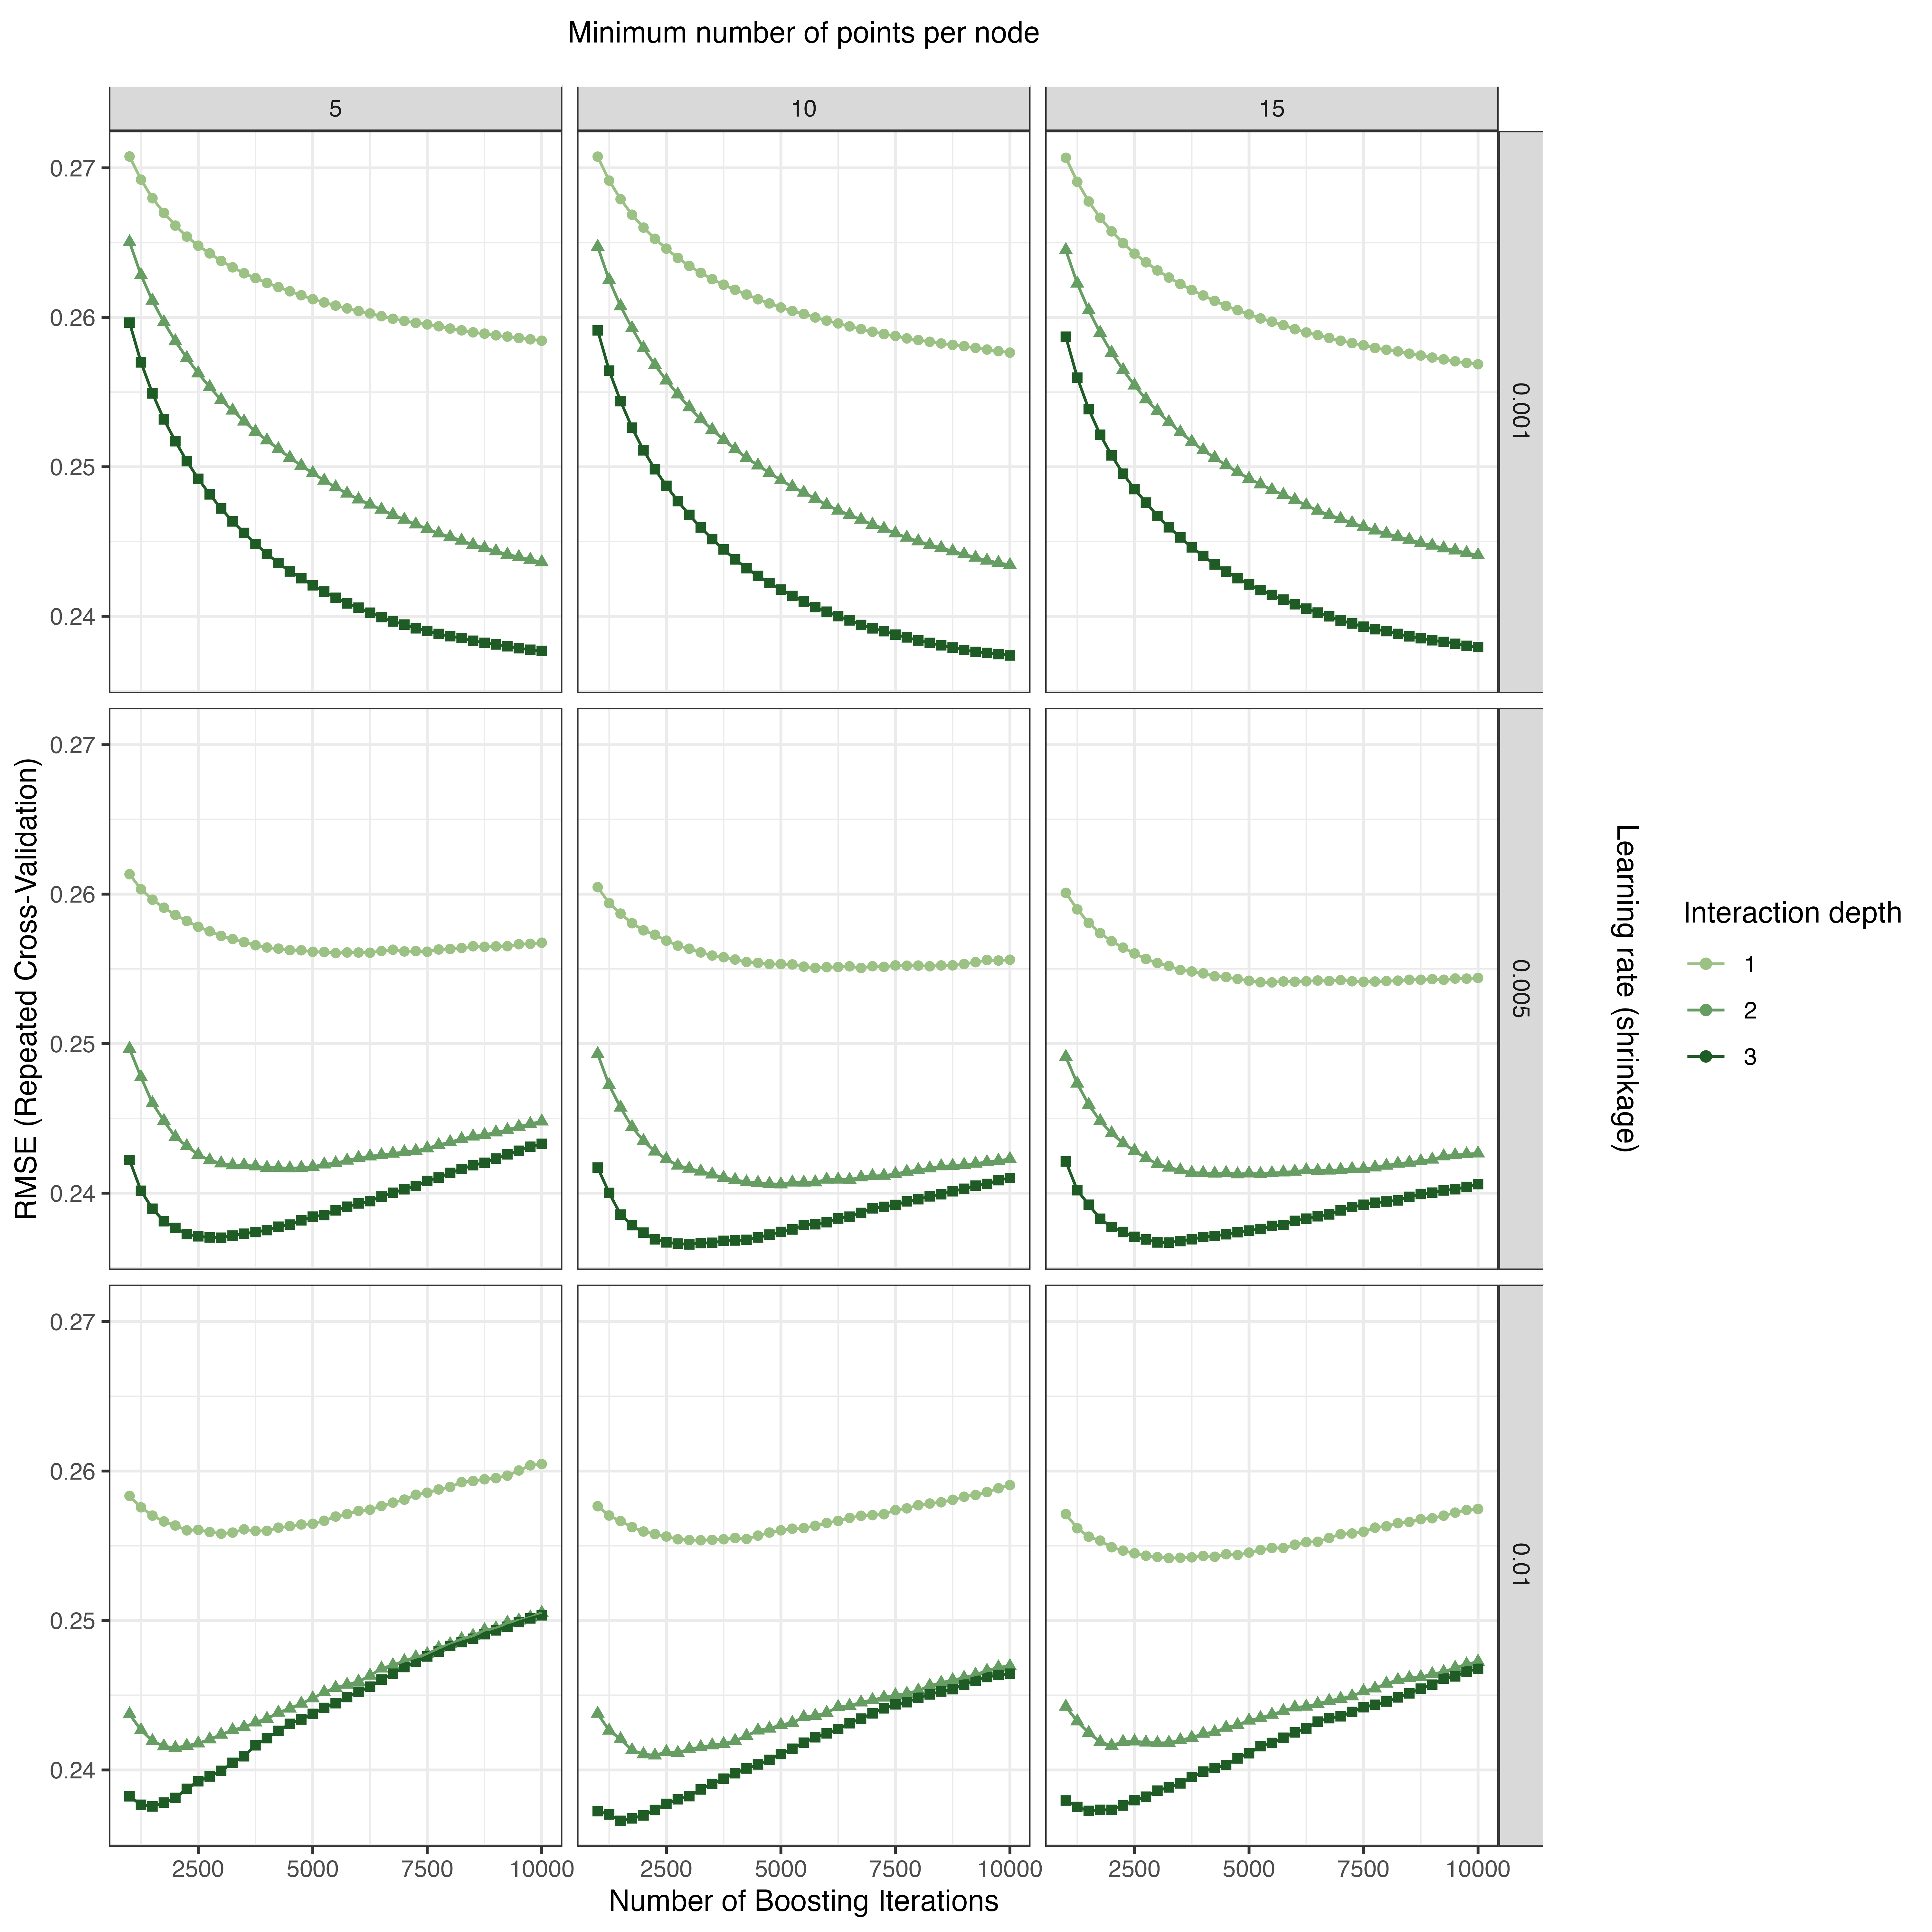 Minimum number of points per node
5 10 15
0.27
0.26
0.25
0.24
0.001
0.27
0.26
0.25
0.24
0.005
0.27
0.26
0.25
0.24
0.01
RMSE (Repeated Cross-Validation)
Learning rate (shrinkage)
Interaction depth
1
2
3
2500 5000 7500 10000 2500 5000 7500 10000 2500 5000 7500 10000
Number of Boosting Iterations